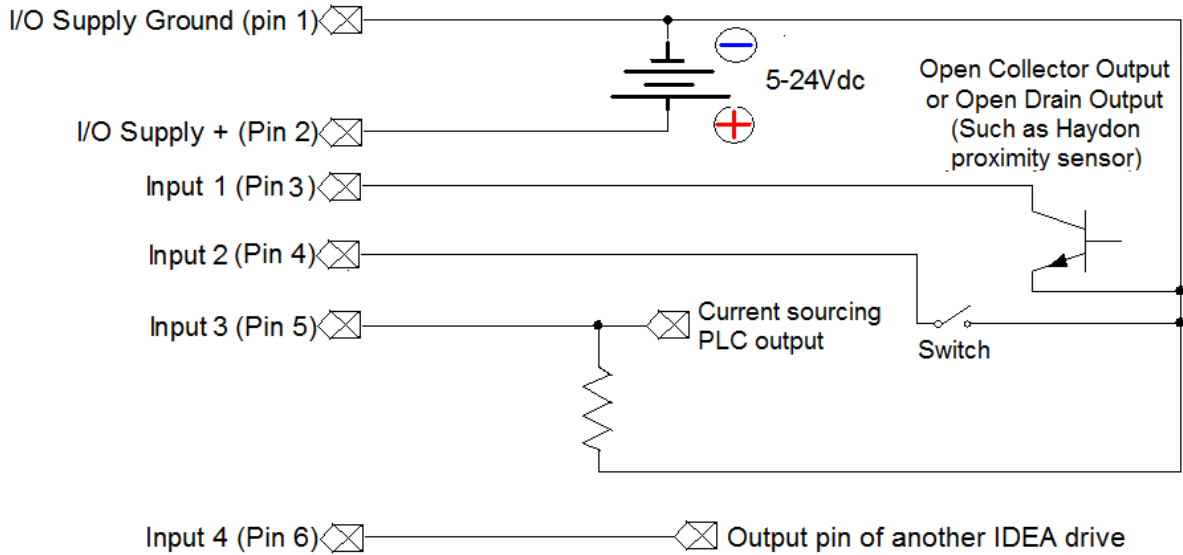 I/O Supply Ground (pin 1)
5-24Vdc
Open Collector Output
or Open Drain Output
(Such as Haydon
proximity sensor)
I/O Supply + (Pin 2)
Input 1 (Pin 3)
Input 2 (Pin 4)
Input 3 (Pin 5)
Current sourcing
PLC output
Switch
Input 4 (Pin 6)
Output pin of another IDEA drive